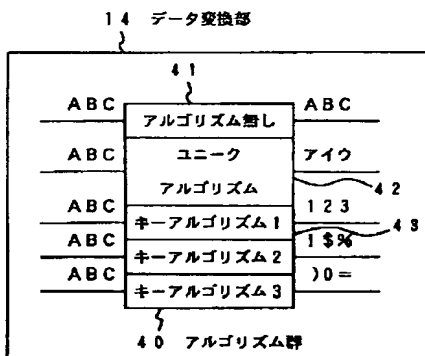 14 データ変換部
41
ABC アルゴリズム無し ABC
ABC ユニーク アイウ
アルゴリズム 42
ABC キーアルゴリズム1 123
43
ABC キーアルゴリズム2 1$%
ABC キーアルゴリズム3 )0=
40 アルゴリズム群